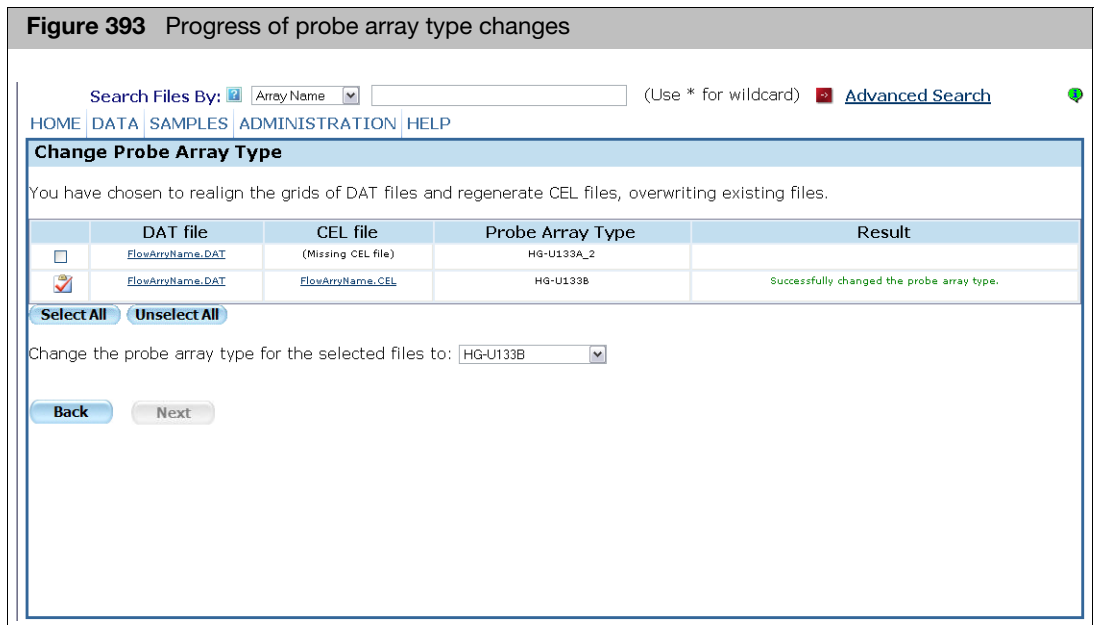 Figure 393 Progress of probe array type changes
Search Files By: ? Array Name (Use * for wildcard) Advanced Search
HOME DATA SAMPLES ADMINISTRATION HELP
Change Probe Array Type
You have chosen to realign the grids of DAT files and regenerate CEL files, overwriting existing files.
DAT file CEL file Probe Array Type Result
FlowArryName.DAT (Missing CEL file) HG-U133A_2
FlowArryName.DAT FlowArryName.CEL HG-U133B Successfully changed the probe array type.
Select All Unselect All
Change the probe array type for the selected files to: HG-U133B
Back Next